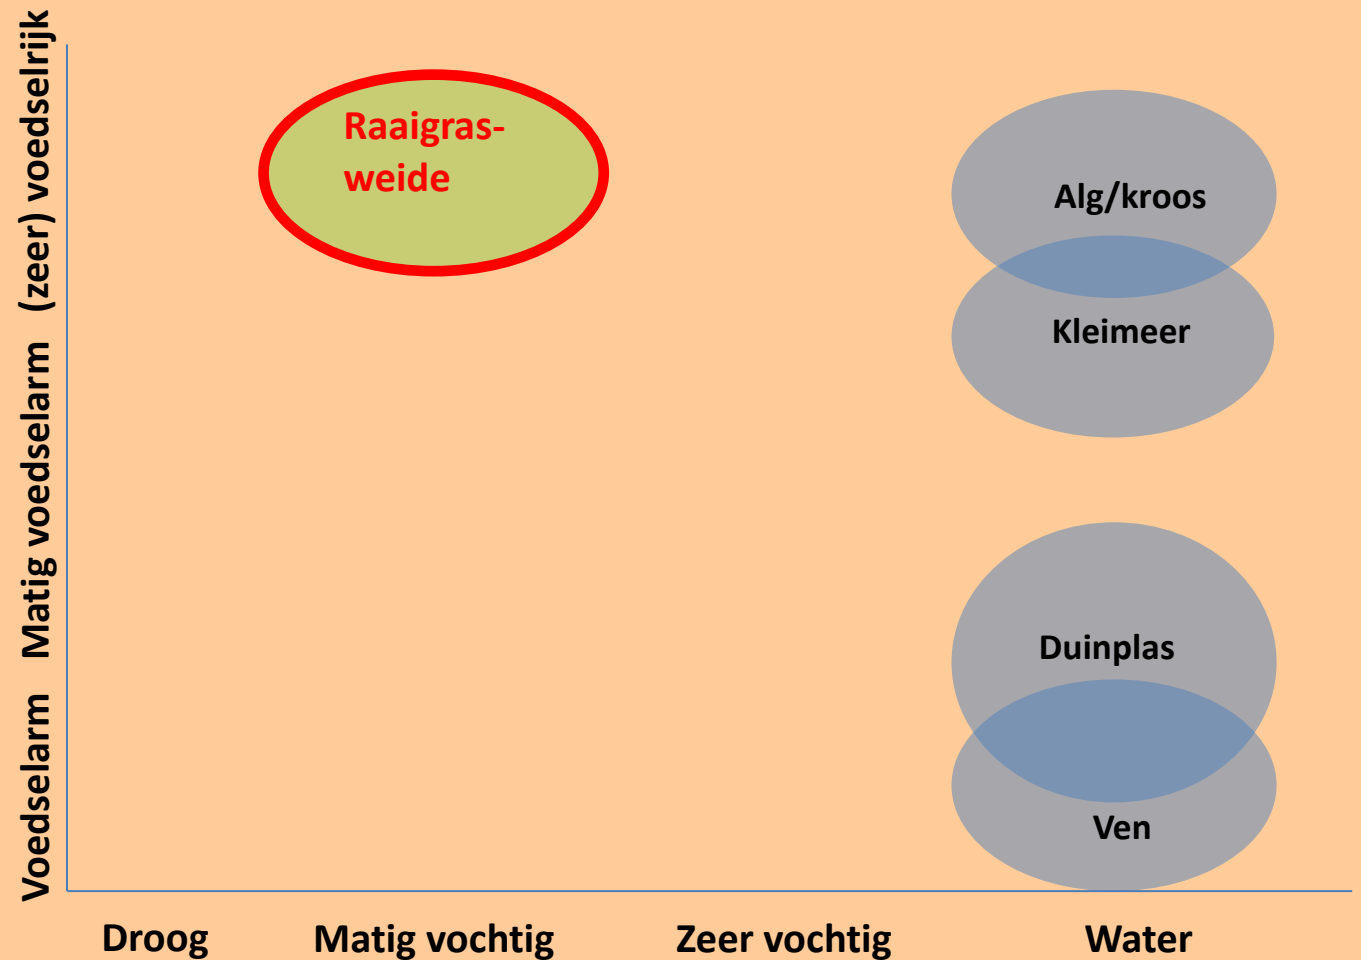 (zeer) voedselrijk
Matig voedselarm
Voedselarm
Raaigras-
weide
Alg/kroos
Kleimeer
Duinplas
Ven
Droog
Matig vochtig
Zeer vochtig
Water